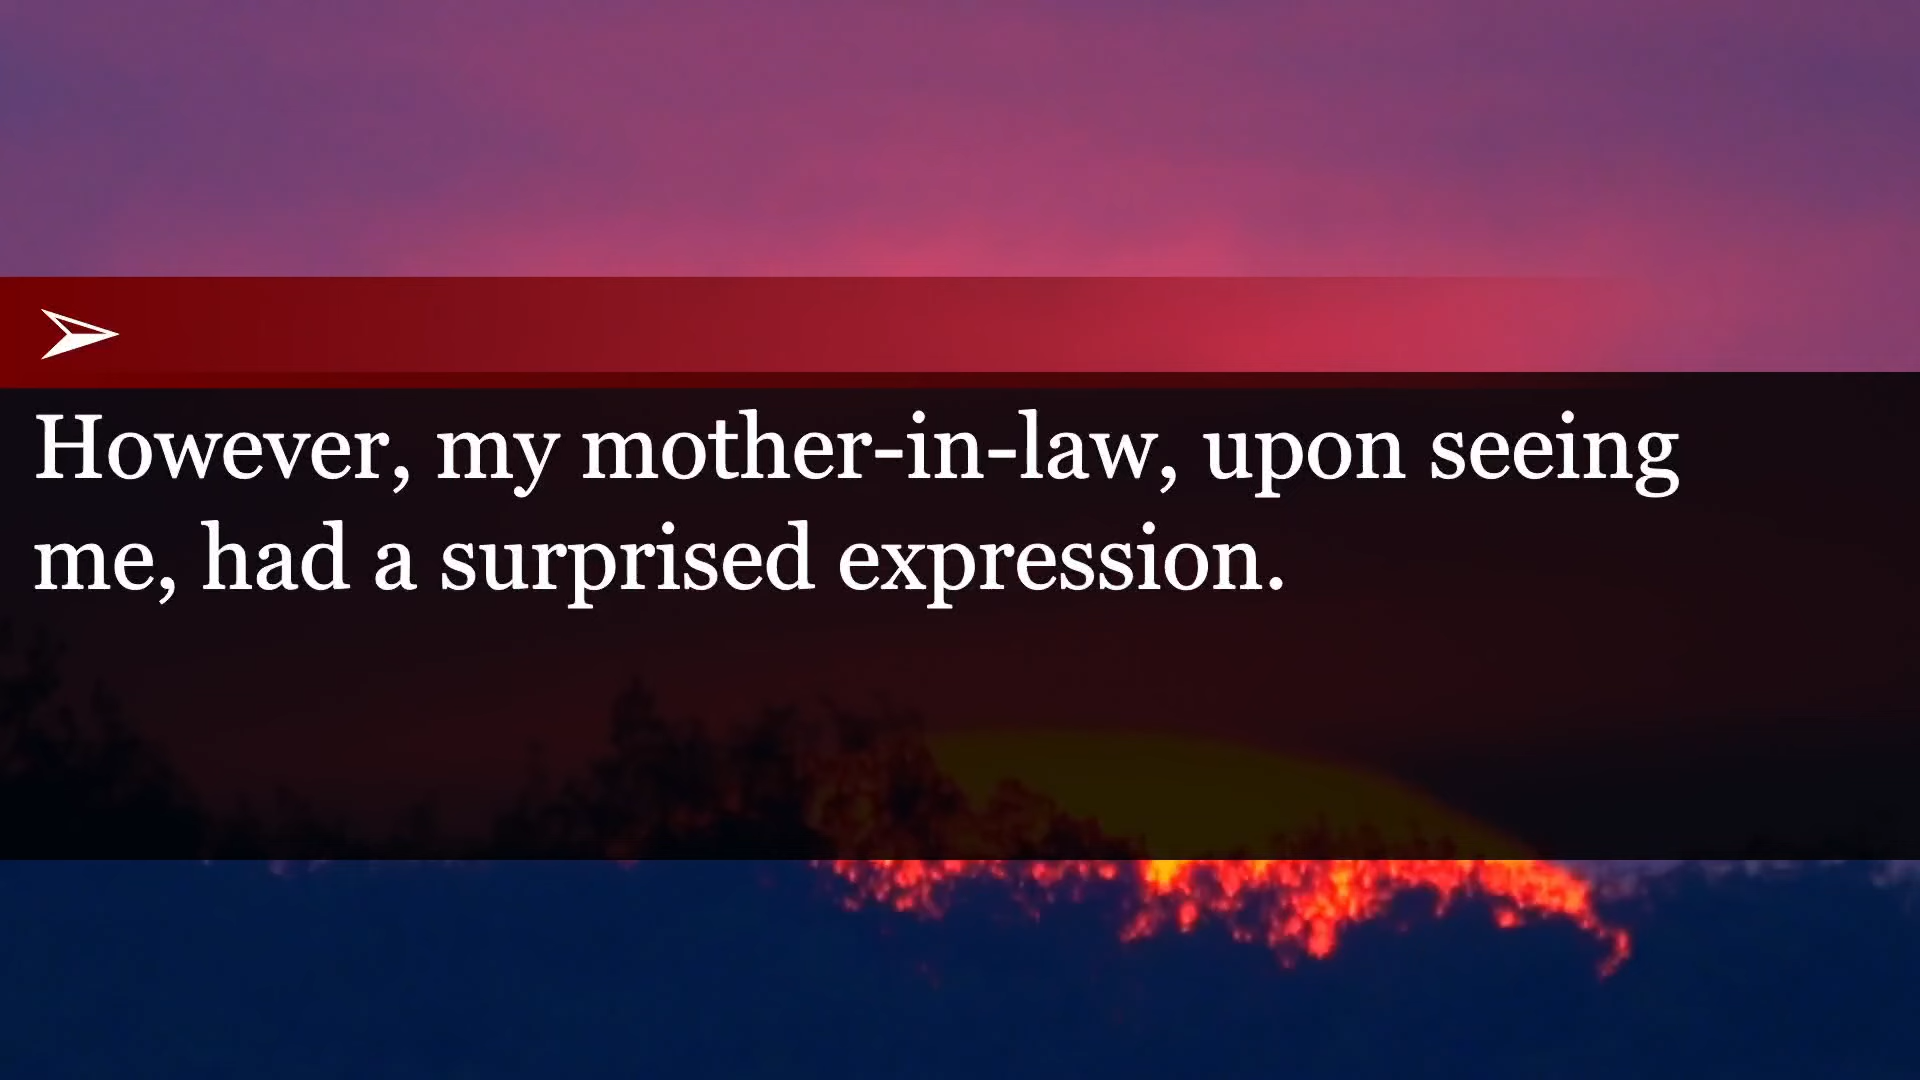 However, my mother-in-law, upon seeing
me, had a surprised expression.